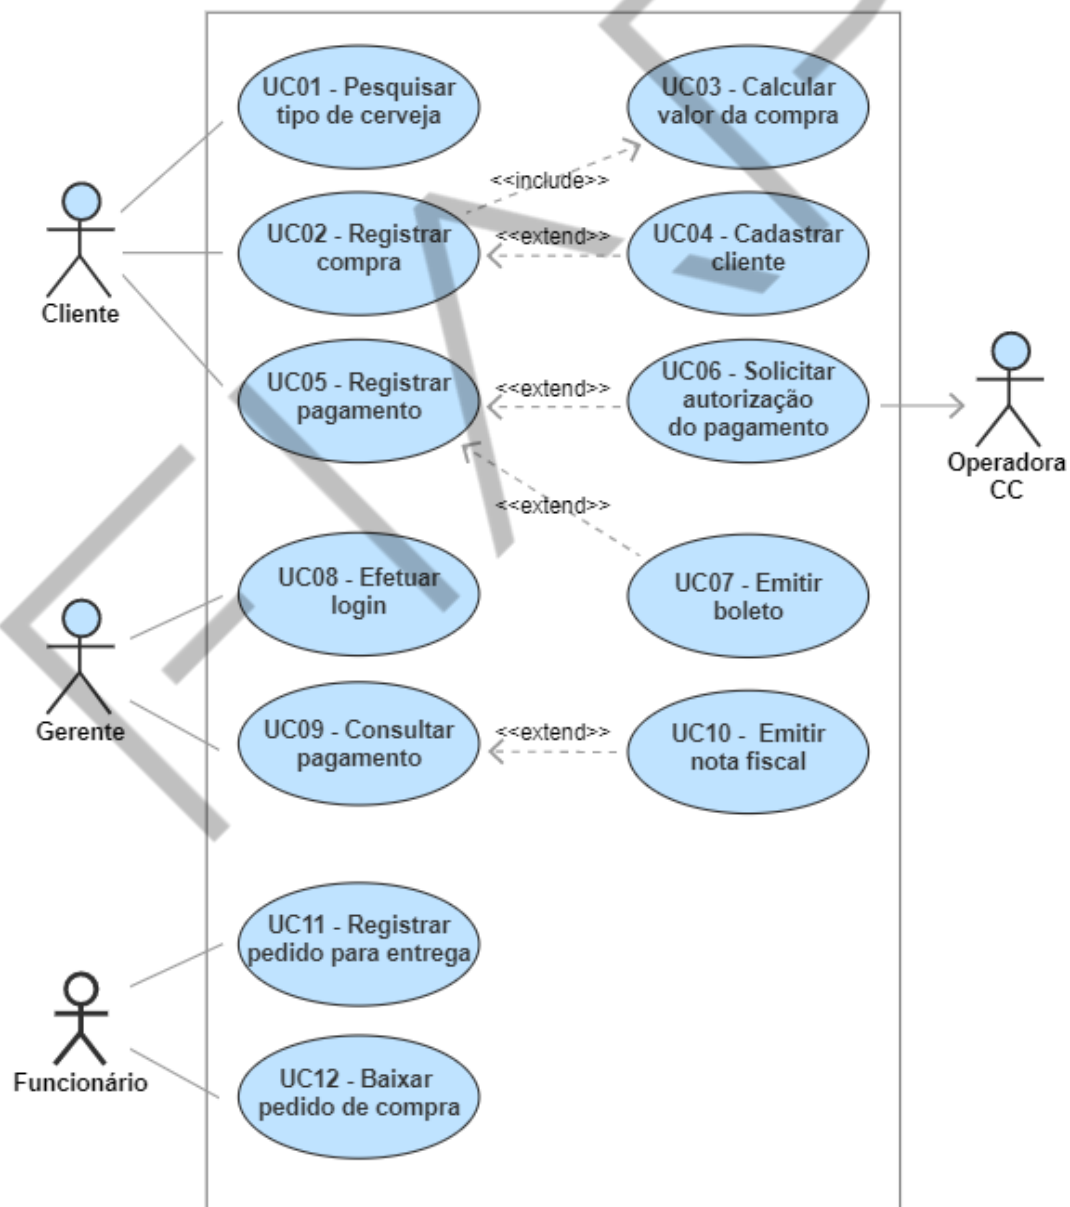 UC01 - Pesquisar
tipo de cerveja
UC03 - Calcular
valor da compra
<<include>>
Cliente
UC02 - Registrar
compra
<<extend>>
UC04 - Cadastrar
cliente
UC05 - Registrar
pagamento
<<extend>>
UC06 - Solicitar
autorização
do pagamento
Operadora
CC
<<extend>>
UC08 - Efetuar
login
UC07 - Emitir
boleto
Gerente
UC09 - Consultar
pagamento
<<extend>>
UC10 - Emitir
nota fiscal
UC11 - Registrar
pedido para entrega
Funcionário
UC12 - Baixar
pedido de compra